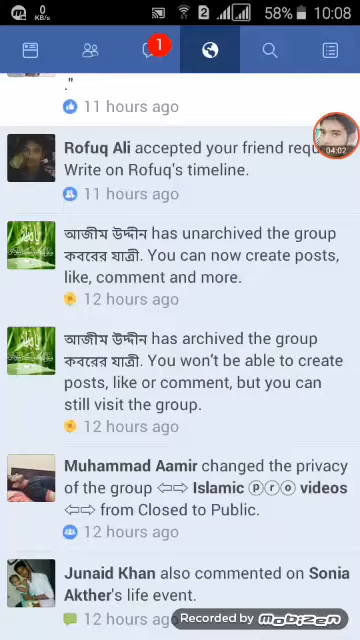 0 KB/s 2 58% 10:08
1
."
11 hours ago
Rofuq Ali accepted your friend requ
04:02
Write on Rofuq's timeline.
11 hours ago
আজীম উদ্দীন has unarchived the group
কবরের যাত্রী. You can now create posts,
like, comment and more.
12 hours ago
আজীম উদ্দীন has archived the group
কবরের যাত্রী. You won't be able to create
posts, like or comment, but you can
still visit the group.
12 hours ago
Muhammad Aamir changed the privacy
of the group ⇦⇨ Islamic ⓟⓡⓞ videos
⇦⇨ from Closed to Public.
12 hours ago
Junaid Khan also commented on Sonia
Akther's life event.
12 hours ago
Recorded by Mobizen